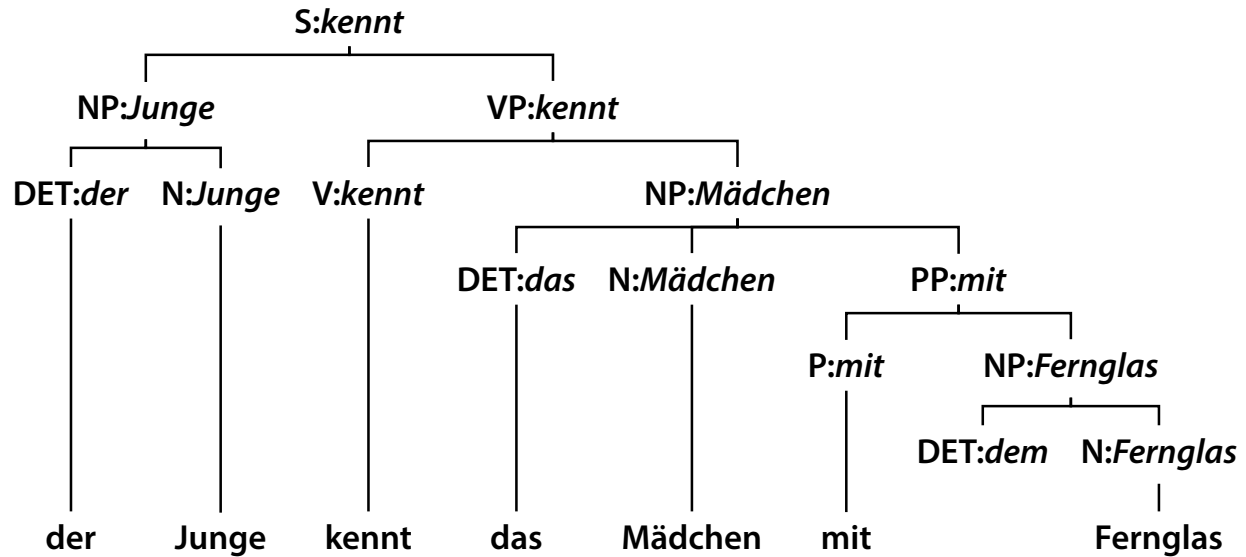 S:kennt
NP:Junge VP:kennt
DET:der N:Junge V:kennt NP:Mädchen
DET:das N:Mädchen PP:mit
P:mit NP:Fernglas
DET:dem N:Fernglas
der Junge kennt das Mädchen mit Fernglas